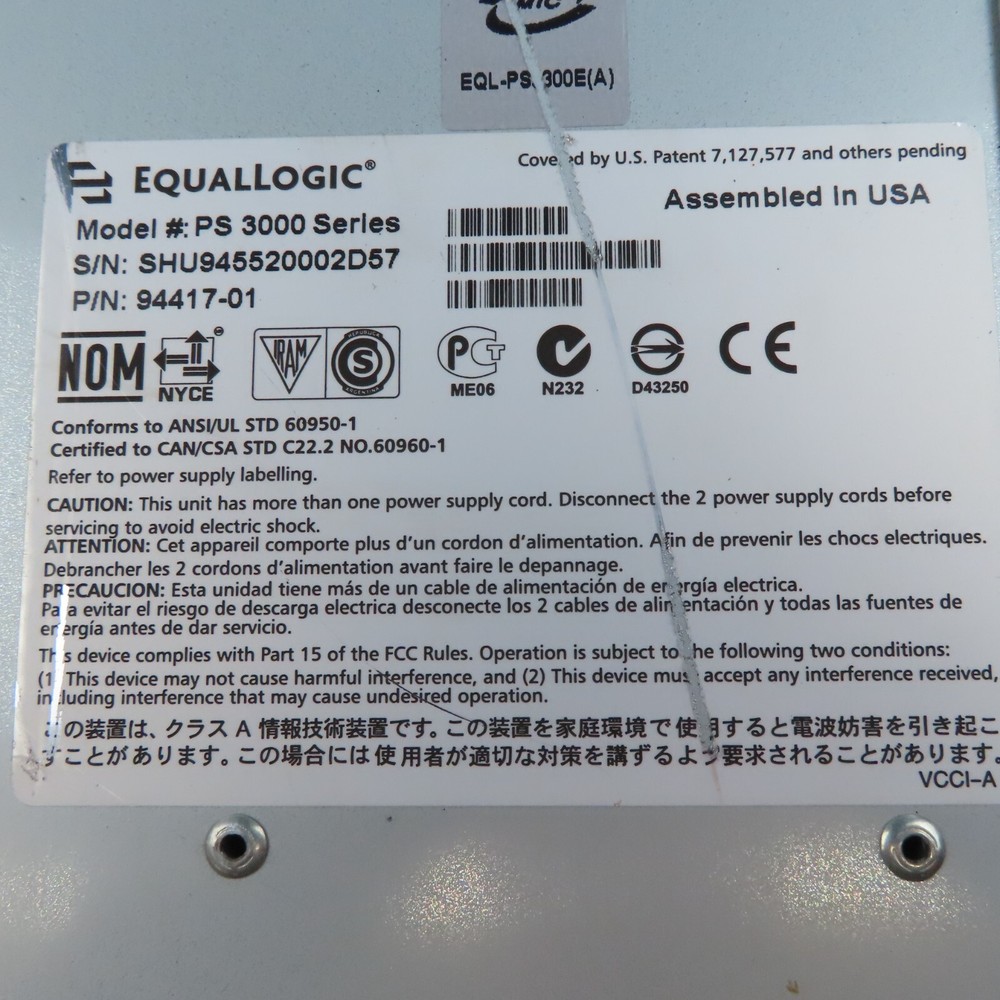 MIC
EQL-PS 300E(A)
EQUALLOGIC®
Covered by U.S. Patent 7,127,577 and others pending
Assembled in USA
Model #: PS 3000 Series
S/N: SHU945520002D57
P/N: 94417-01
NOM
NYCE
IRAM
REPUBLICA
S
ARGENTINA
PCT
ME06
N232
D43250
CE
Conforms to ANSI/UL STD 60950-1
Certified to CAN/CSA STD C22.2 NO.60960-1
Refer to power supply labelling.
CAUTION: This unit has more than one power supply cord. Disconnect the 2 power supply cords before
servicing to avoid electric shock.
ATTENTION: Cet appareil comporte plus d'un cordon d'alimentation. Afin de prevenir les chocs electriques.
Debrancher les 2 cordons d'alimentation avant faire le depannage.
PRECAUCION: Esta unidad tiene más de un cable de alimentación de energía electrica.
Para evitar el riesgo de descarga electrica desconecte los 2 cables de alimentación y todas las fuentes de
energía antes de dar servicio.
This device complies with Part 15 of the FCC Rules. Operation is subject to the following two conditions:
(1) This device may not cause harmful interference, and (2) This device must accept any interference received,
including interference that may cause undesired operation.
この装置は、クラス A 情報技術装置です。この装置を家庭環境で使用すると電波妨害を引き起こ
すことがあります。この場合には使用者が適切な対策を講ずるよう要求されることがあります。
VCCI-A